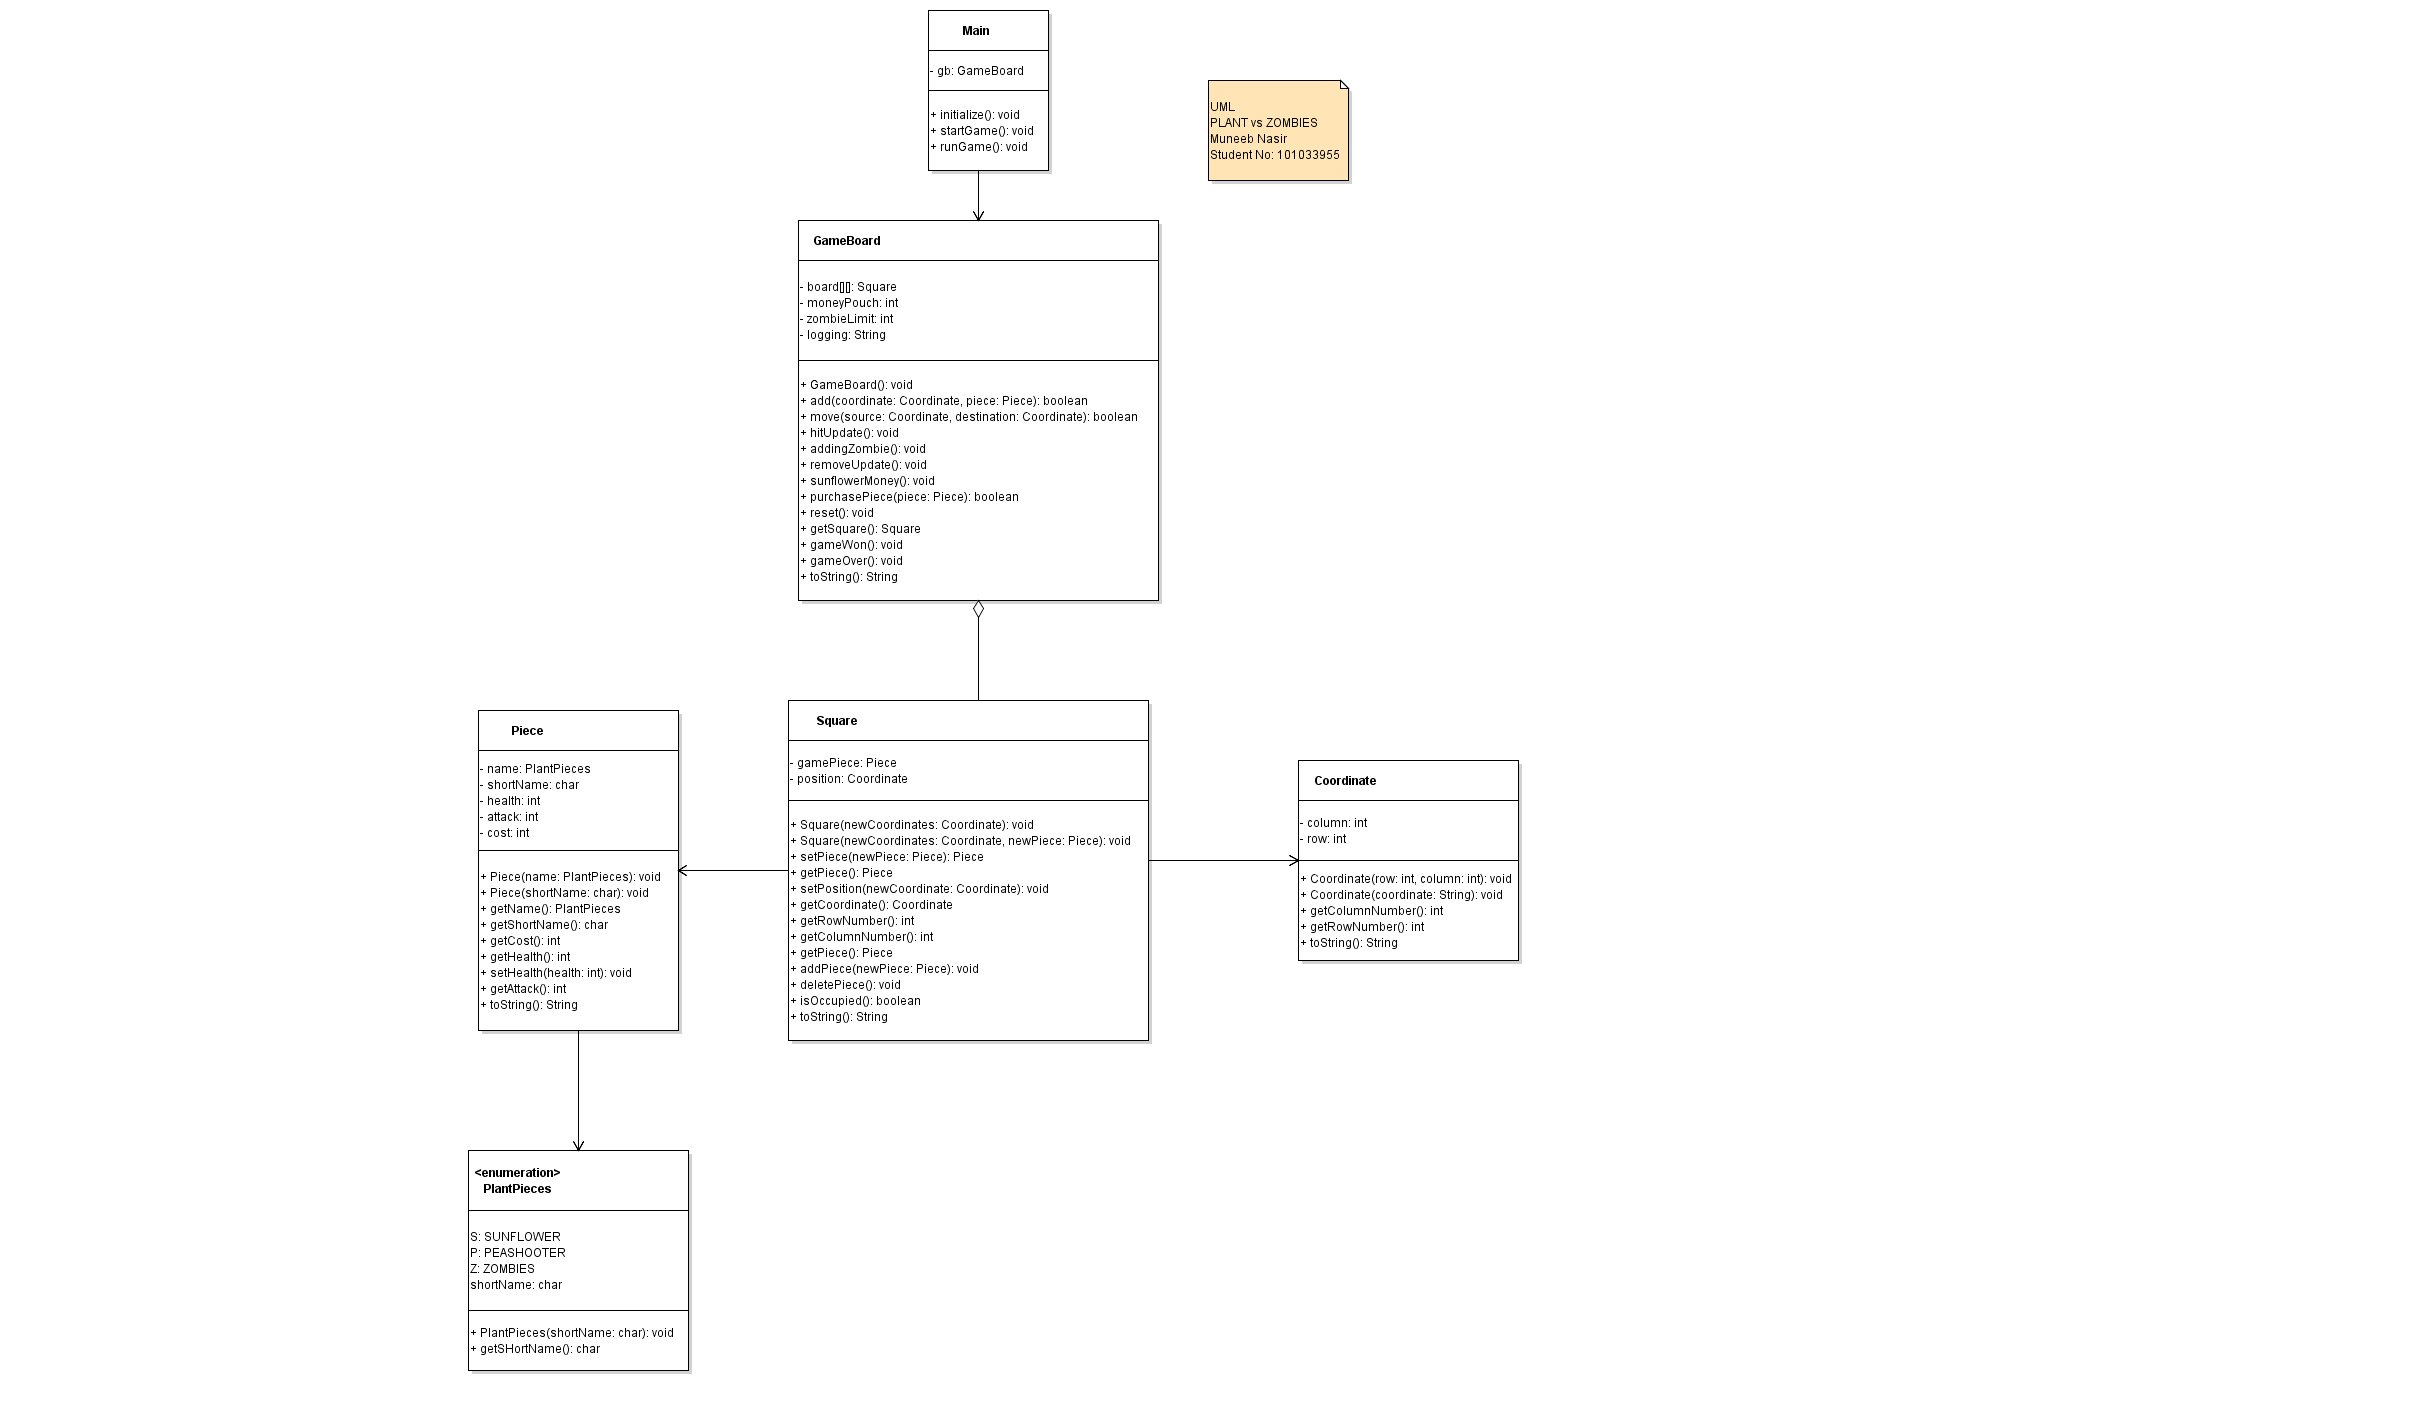 Main
- gb: GameBoard
+ initialize(): void
+ startGame(): void
+ runGame(): void
UML
PLANT vs ZOMBIES
Muneeb Nasir
Student No: 101033955
GameBoard
- board[][]: Square
- moneyPouch: int
- zombieLimit: int
- logging: String
+ GameBoard(): void
+ add(coordinate: Coordinate, piece: Piece): boolean
+ move(source: Coordinate, destination: Coordinate): boolean
+ hitUpdate(): void
+ addingZombie(): void
+ removeUpdate(): void
+ sunflowerMoney(): void
+ purchasePiece(piece: Piece): boolean
+ reset(): void
+ getSquare(): Square
+ gameWon(): void
+ gameOver(): void
+ toString(): String
Piece
- name: PlantPieces
- shortName: char
- health: int
- attack: int
- cost: int
+ Piece(name: PlantPieces): void
+ Piece(shortName: char): void
+ getName(): PlantPieces
+ getShortName(): char
+ getCost(): int
+ getHealth(): int
+ setHealth(health: int): void
+ getAttack(): int
+ toString(): String
Square
- gamePiece: Piece
- position: Coordinate
+ Square(newCoordinates: Coordinate): void
+ Square(newCoordinates: Coordinate, newPiece: Piece): void
+ setPiece(newPiece: Piece): Piece
+ getPiece(): Piece
+ setPosition(newCoordinate: Coordinate): void
+ getCoordinate(): Coordinate
+ getRowNumber(): int
+ getColumnNumber(): int
+ getPiece(): Piece
+ addPiece(newPiece: Piece): void
+ deletePiece(): void
+ isOccupied(): boolean
+ toString(): String
Coordinate
- column: int
- row: int
+ Coordinate(row: int, column: int): void
+ Coordinate(coordinate: String): void
+ getColumnNumber(): int
+ getRowNumber(): int
+ toString(): String
<enumeration>
PlantPieces
S: SUNFLOWER
P: PEASHOOTER
Z: ZOMBIES
shortName: char
+ PlantPieces(shortName: char): void
+ getSHortName(): char